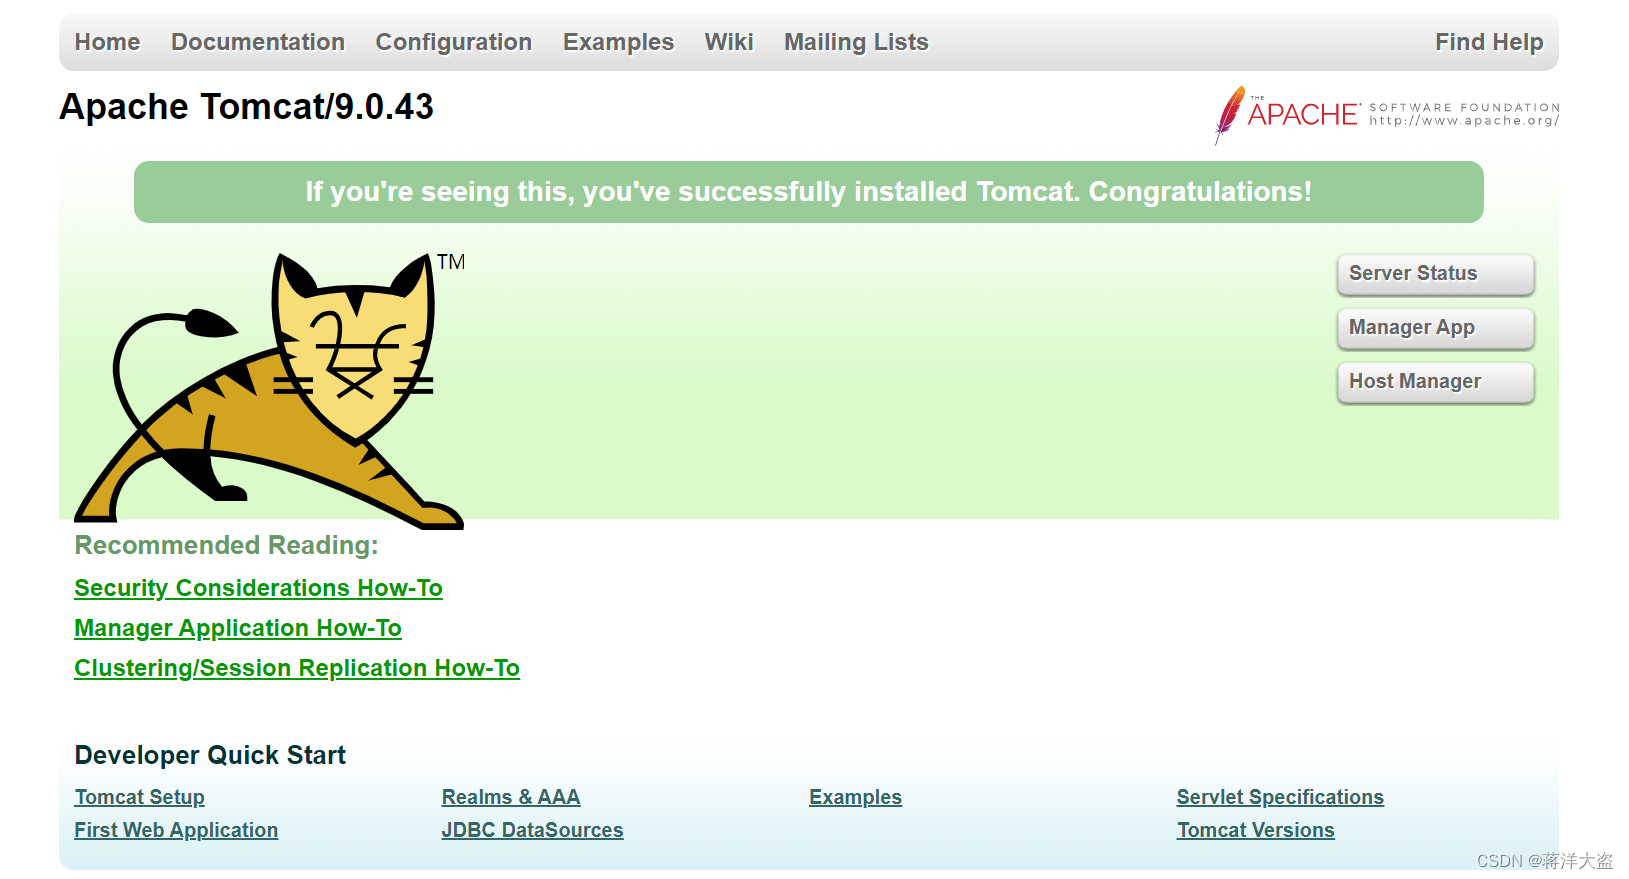 Home Documentation Configuration Examples Wiki Mailing Lists Find Help
Apache Tomcat/9.0.43
THE APACHE® SOFTWARE FOUNDATION
http://www.apache.org/
If you're seeing this, you've successfully installed Tomcat. Congratulations!
TM
Server Status
Manager App
Host Manager
Recommended Reading:
Security Considerations How-To
Manager Application How-To
Clustering/Session Replication How-To
Developer Quick Start
Tomcat Setup Realms & AAA Examples Servlet Specifications
First Web Application JDBC DataSources Tomcat Versions
CSDN @蒋洋大盗